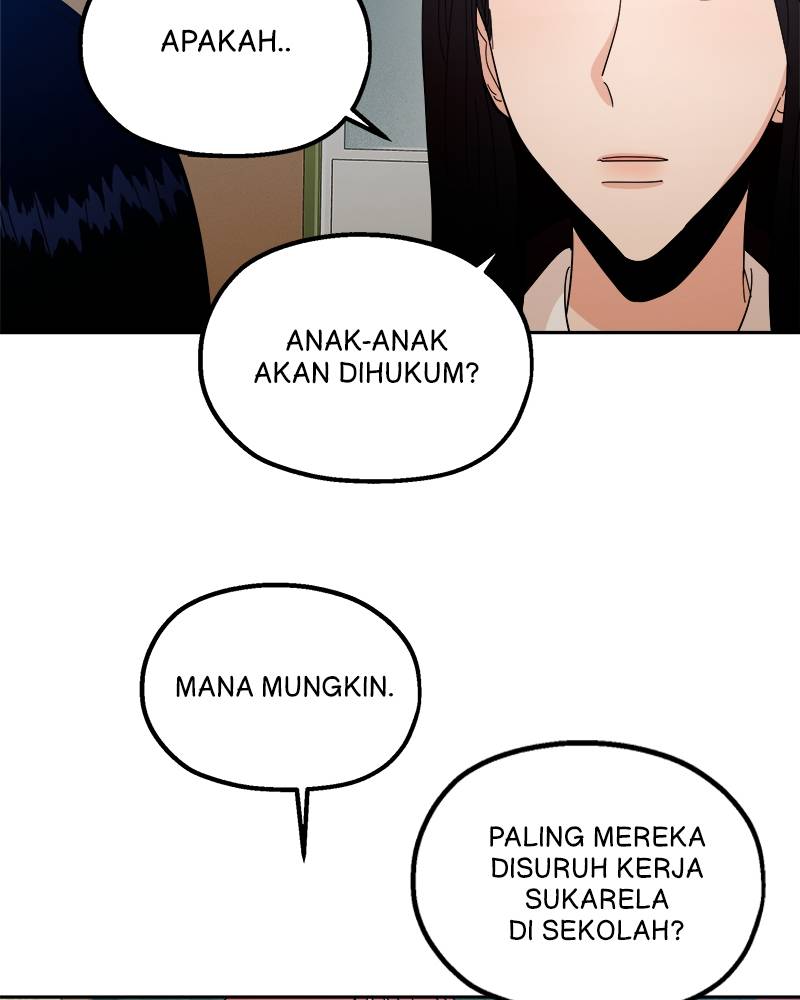 APAKAH..
ANAK-ANAK
AKAN DIHUKUM?
MANA MUNGKIN.
PALING MEREKA
DISURUH KERJA
SUKARELA
DI SEKOLAH?